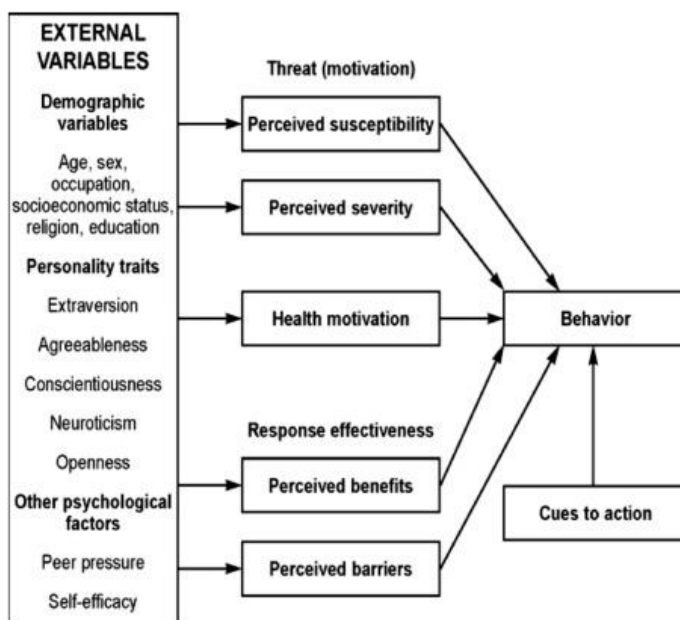 EXTERNAL
VARIABLES
Demographic
variables
Age, sex,
occupation,
socioeconomic status,
religion, education
Personality traits
Extraversion
Agreeableness
Conscientiousness
Neuroticism
Openness
Other psychological
factors
Peer pressure
Self-efficacy
Threat (motivation)
Perceived susceptibility
Perceived severity
Health motivation
Response effectiveness
Perceived benefits
Perceived barriers
Behavior
Cues to action